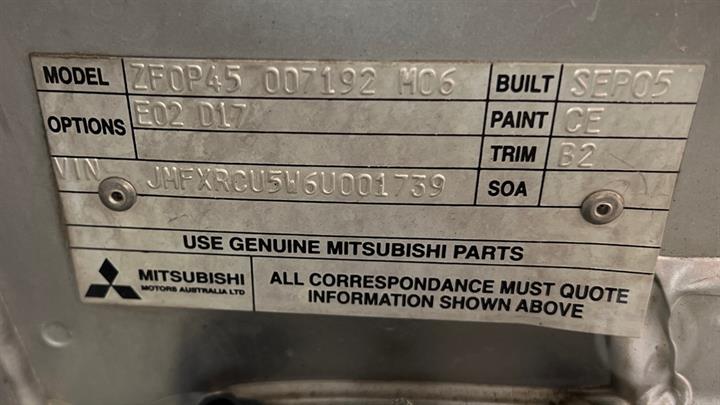 MODEL ZF0P45 007192 M06 BUILT SEP05
OPTIONS E02 D17 PAINT CE
TRIM B2
VIN JMFXRCU5W6U001739 SOA
USE GENUINE MITSUBISHI PARTS
MITSUBISHI
MOTORS AUSTRALIA LTD
ALL CORRESPONDANCE MUST QUOTE
INFORMATION SHOWN ABOVE